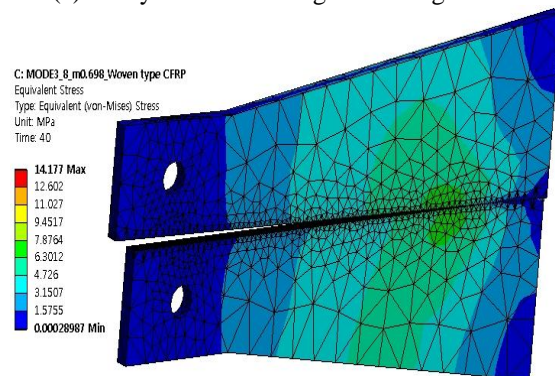 C: MODE3_8_m0.698_Woven type CFRP
Equivalent Stress
Type: Equivalent (von-Mises) Stress
Unit: MPa
Time: 40
14.177 Max
12.602
11.027
9.4517
7.8764
6.3012
4.726
3.1507
1.5755
0.00028987 Min